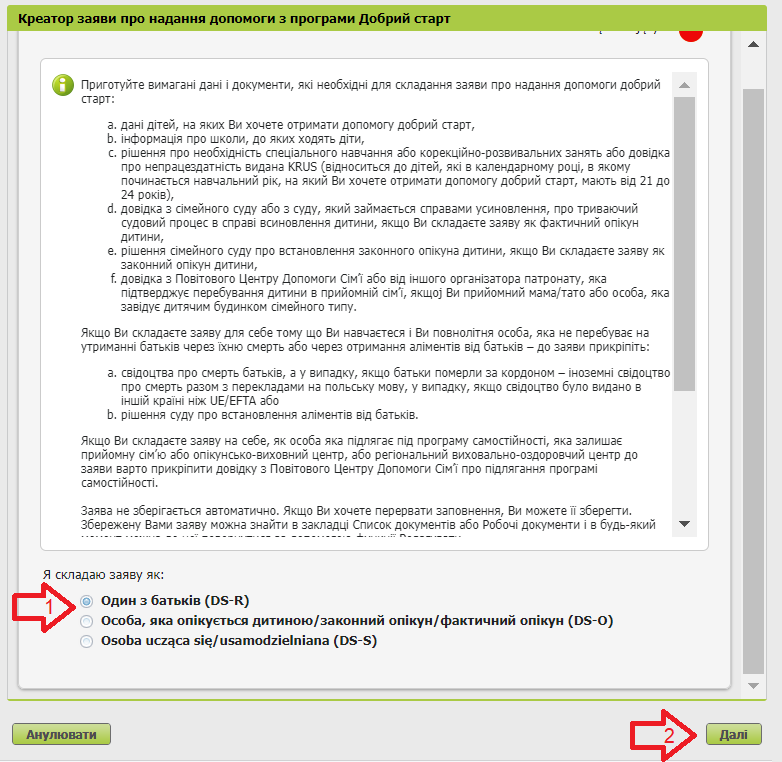 Креатор заяви про надання допомоги з програми Добрий старт
Приготуйте вимагані дані і документи, які необхідні для складання заяви про надання допомоги добрий
старт:
a. дані дітей, на яких Ви хочете отримати допомогу добрий старт,
b. інформація про школи, до яких ходять діти,
c. рішення про необхідність спеціального навчання або корекційно-розвивальних занять або довідка
про непрацездатність видана KRUS (відноситься до дітей, які в календарному році, в якому
починається навчальний рік, на який Ви хочете отримати допомогу добрий старт, мають від 21 до
24 років),
d. довідка з сімейного суду або з суду, який займається справами усиновлення, про триваючий
судовий процес в справі всиновлення дитини, якщо Ви складаєте заяву як фактичний опікун
дитини,
e. рішення сімейного суду про встановлення законного опікуна дитини, якщо Ви складаєте заяву як
законний опікун дитини,
f. довідка з Повітового Центру Допомоги Сім’ї або від іншого організатора патронату, яка
підтверджує перебування дитини в прийомній сім’ї, якщоj Ви прийомний мама/тато або особа, яка
завідує дитячим будинком сімейного типу.
Якщо Ви складаєте заяву для себе тому що Ви навчаєтеся і Ви повнолітня особа, яка не перебуває на
утриманні батьків через їхню смерть або через отримання аліментів від батьків – до заяви прикріпіть:
a. свідоцтва про смерть батьків, а у випадку, якщо батьки померли за кордоном – іноземні свідоцтво
про смерть разом з перекладами на польську мову, у випадку, якщо свідоцтво було видано в
іншій країні ніж UE/EFTA або
b. рішення суду про встановлення аліментів від батьків.
Якщо Ви складаєте заяву на себе, як особа яка підлягає під програму самостійності, яка залишає
прийомну сім’ю або опікунсько-виховний центр, або регіональний виховально-оздоровчий центр до
заяви варто прикріпити довідку з Повітового Центру Допомоги Сім’ї про підлягання програмі
самостійності.
Заява не зберігається автоматично. Якщо Ви хочете перервати заповнення, Ви можете її зберегти.
Збережену Вами заяву можна знайти в закладці Список документів або Робочі документи і в будь-який
Я складаю заяву як:
1
Один з батьків (DS-R)
Особа, яка опікується дитиною/законний опікун/фактичний опікун (DS-O)
Osoba ucząca się/usamodzielniana (DS-S)
Анулювати
2
Далі